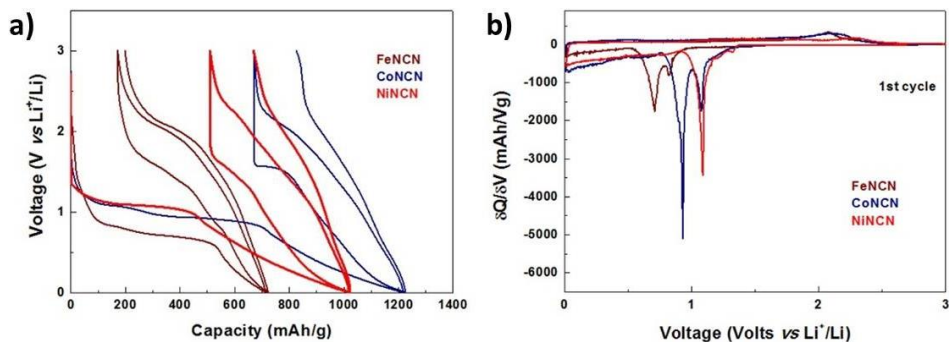 a)
FeNCN
CoNCN
NiNCN
Voltage (V vs Li⁺/Li)
3
2
1
0
0
200
400
600
800
1000
1200
1400
Capacity (mAh/g)
b)
1st cycle
FeNCN
CoNCN
NiNCN
δQ/δV (mAh/Vg)
0
-1000
-2000
-3000
-4000
-5000
-6000
0
1
2
3
Voltage (Volts vs Li⁺/Li)